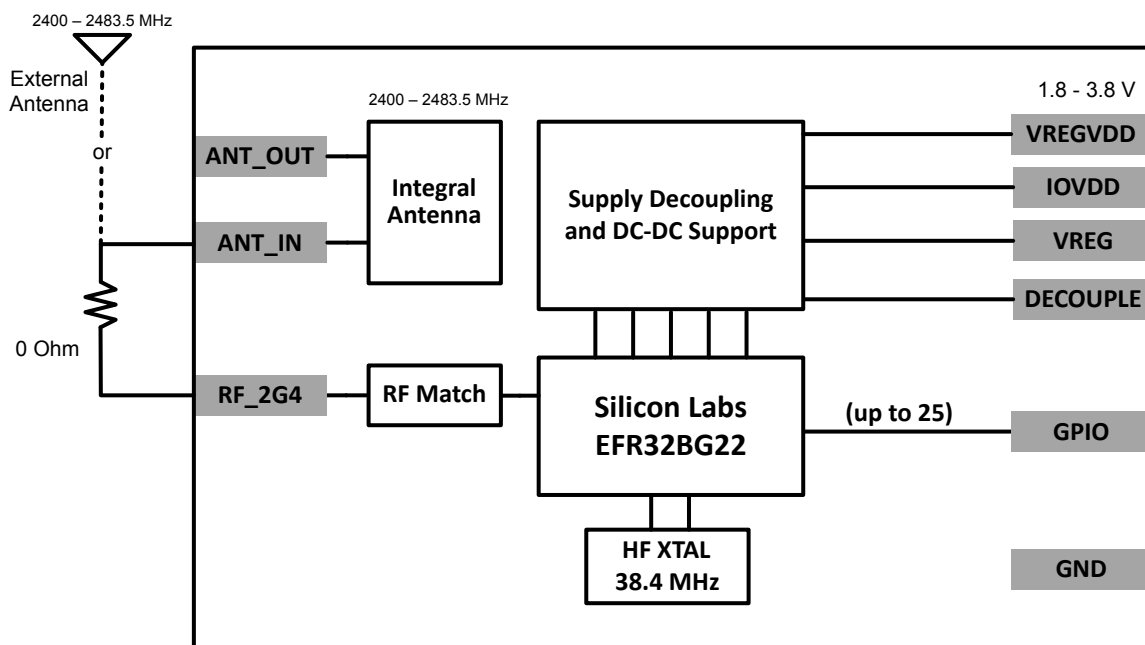 2400 – 2483.5 MHz
External
Antenna
or
0 Ohm
ANT_OUT
ANT_IN
RF_2G4
2400 – 2483.5 MHz
Integral
Antenna
RF Match
Supply Decoupling
and DC-DC Support
Silicon Labs
EFR32BG22
HF XTAL
38.4 MHz
(up to 25)
1.8 - 3.8 V
VREGVDD
IOVDD
VREG
DECOUPLE
GPIO
GND